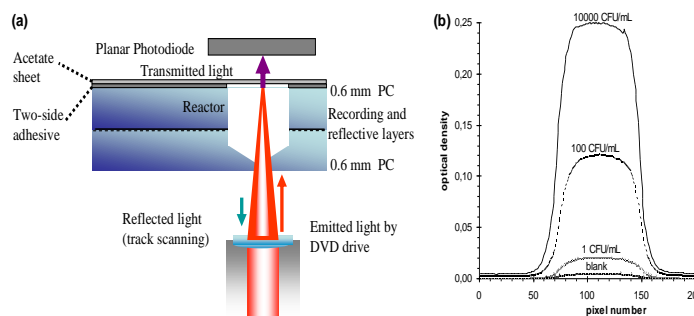 (a)
Planar Photodiode
Acetate
sheet
Transmitted light
0.6 mm PC
Two-side
adhesive
Reactor
Recording and
reflective layers
0.6 mm PC
Reflected light
(track scanning)
Emitted light by
DVD drive
(b)
10000 CFU/mL
0,25
0,20
0,15
100 CFU/mL
optical density
0,10
0,05
1 CFU/mL
blank
0,00
0
50
100
150
pixel number